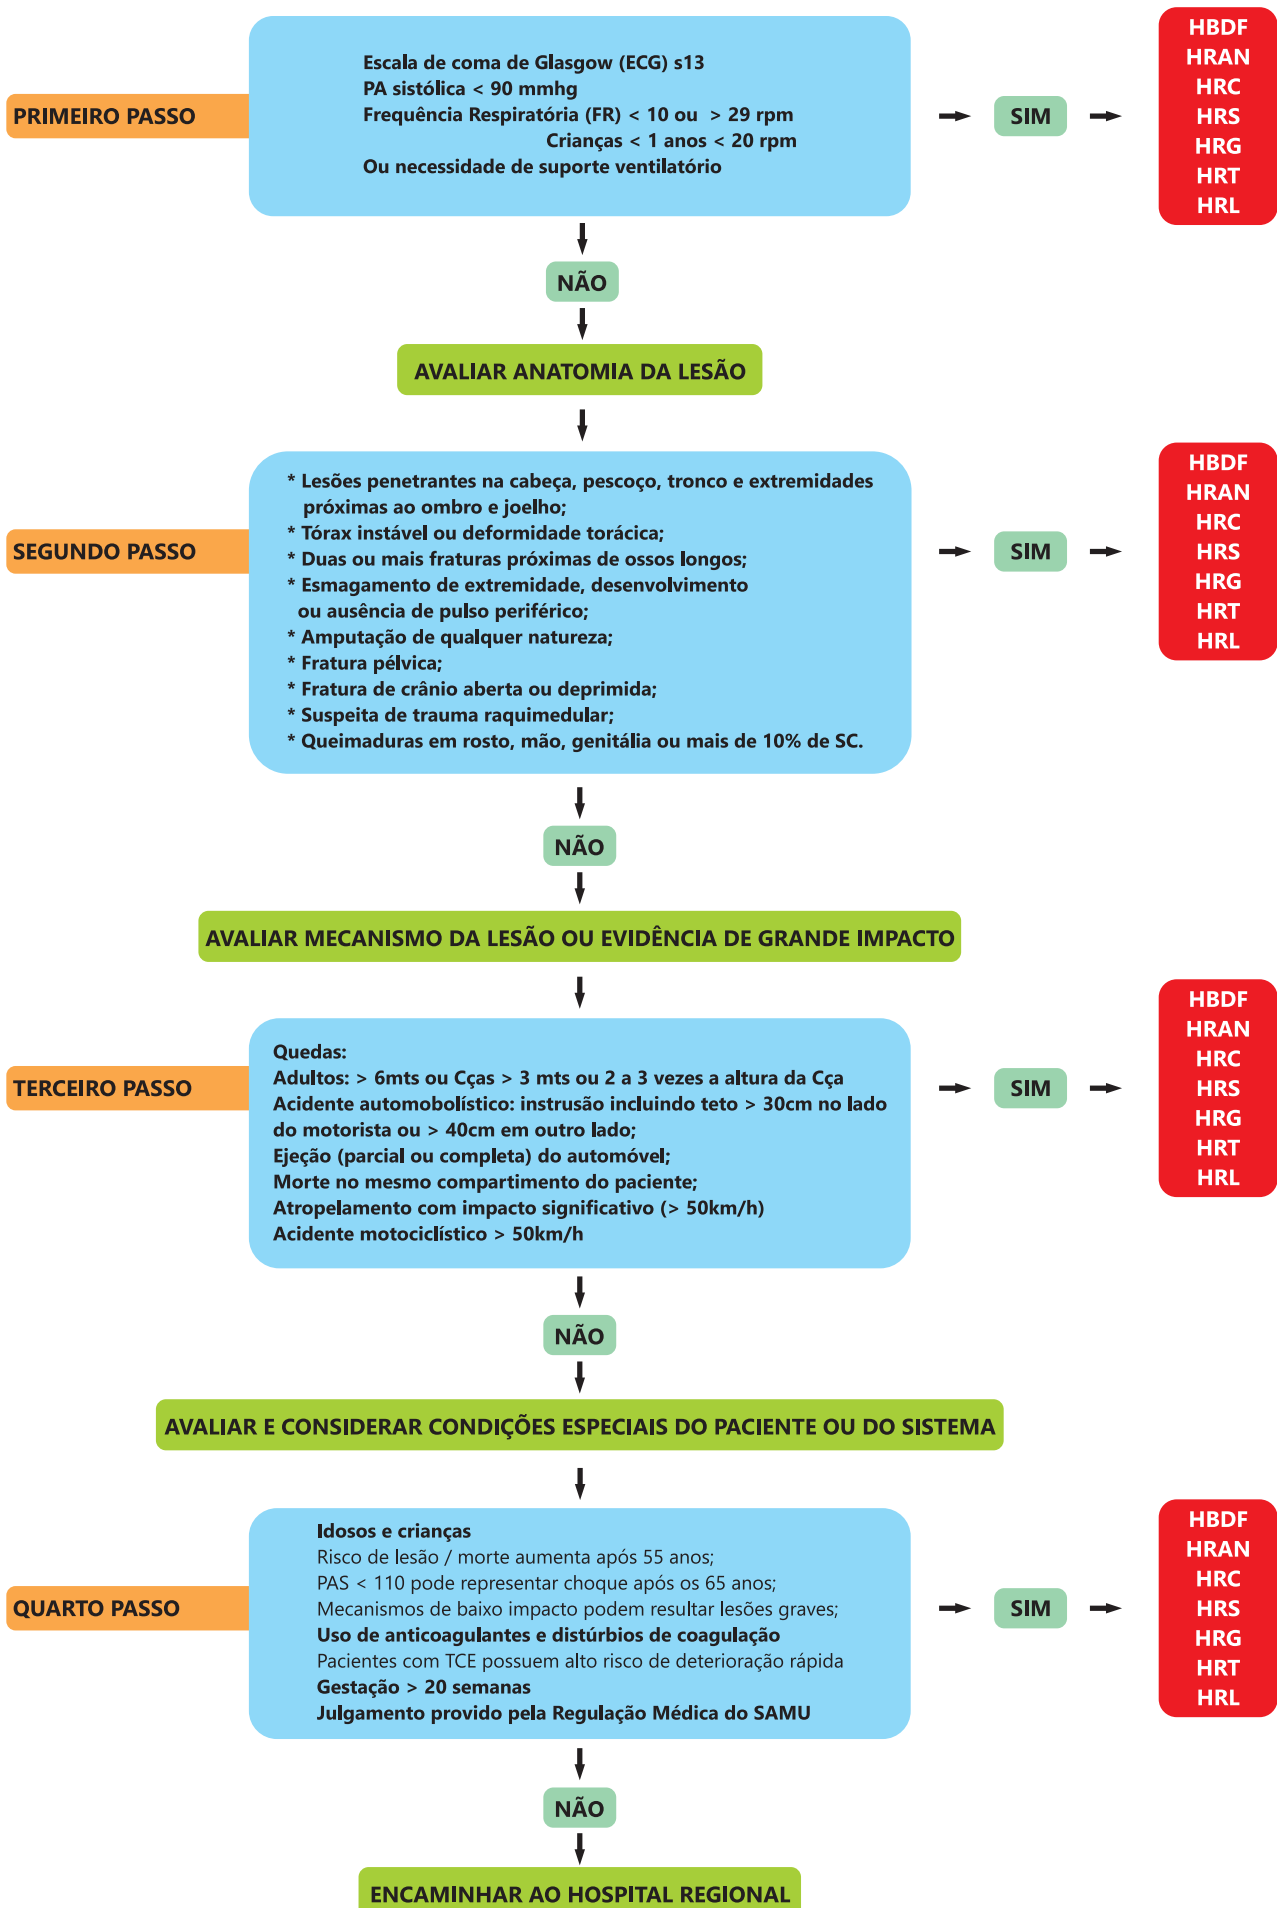 PRIMEIRO PASSO
Escala de coma de Glasgow (ECG) s13
PA sistólica < 90 mmhg
Frequência Respiratória (FR) < 10 ou > 29 rpm
Crianças < 1 anos < 20 rpm
Ou necessidade de suporte ventilatório
SIM
HBDF
HRAN
HRC
HRS
HRG
HRT
HRL
NÃO
AVALIAR ANATOMIA DA LESÃO
SEGUNDO PASSO
* Lesões penetrantes na cabeça, pescoço, tronco e extremidades
próximas ao ombro e joelho;
* Tórax instável ou deformidade torácica;
* Duas ou mais fraturas próximas de ossos longos;
* Esmagamento de extremidade, desenvolvimento
ou ausência de pulso periférico;
* Amputação de qualquer natureza;
* Fratura pélvica;
* Fratura de crânio aberta ou deprimida;
* Suspeita de trauma raquimedular;
* Queimaduras em rosto, mão, genitália ou mais de 10% de SC.
SIM
HBDF
HRAN
HRC
HRS
HRG
HRT
HRL
NÃO
AVALIAR MECANISMO DA LESÃO OU EVIDÊNCIA DE GRANDE IMPACTO
TERCEIRO PASSO
Quedas:
Adultos: > 6mts ou Cças > 3 mts ou 2 a 3 vezes a altura da Cça
Acidente automobolístico: instrusão incluindo teto > 30cm no lado
do motorista ou > 40cm em outro lado;
Ejeção (parcial ou completa) do automóvel;
Morte no mesmo compartimento do paciente;
Atropelamento com impacto significativo (> 50km/h)
Acidente motociclístico > 50km/h
SIM
HBDF
HRAN
HRC
HRS
HRG
HRT
HRL
NÃO
AVALIAR E CONSIDERAR CONDIÇÕES ESPECIAIS DO PACIENTE OU DO SISTEMA
QUARTO PASSO
Idosos e crianças
Risco de lesão / morte aumenta após 55 anos;
PAS < 110 pode representar choque após os 65 anos;
Mecanismos de baixo impacto podem resultar lesões graves;
Uso de anticoagulantes e distúrbios de coagulação
Pacientes com TCE possuem alto risco de deterioração rápida
Gestação > 20 semanas
Julgamento provido pela Regulação Médica do SAMU
SIM
HBDF
HRAN
HRC
HRS
HRG
HRT
HRL
NÃO
ENCAMINHAR AO HOSPITAL REGIONAL